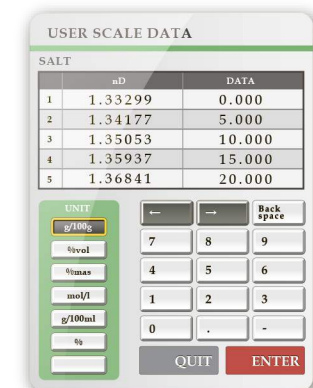 USER SCALE DATA
SALT
nD DATA
1 1.33299 0.000
2 1.34177 5.000
3 1.35053 10.000
4 1.35937 15.000
5 1.36841 20.000
UNIT
g/100g
%vol
%mas
mol/l
g/100ml
%
← → Back space
7 8 9
4 5 6
1 2 3
0 . -
QUIT ENTER